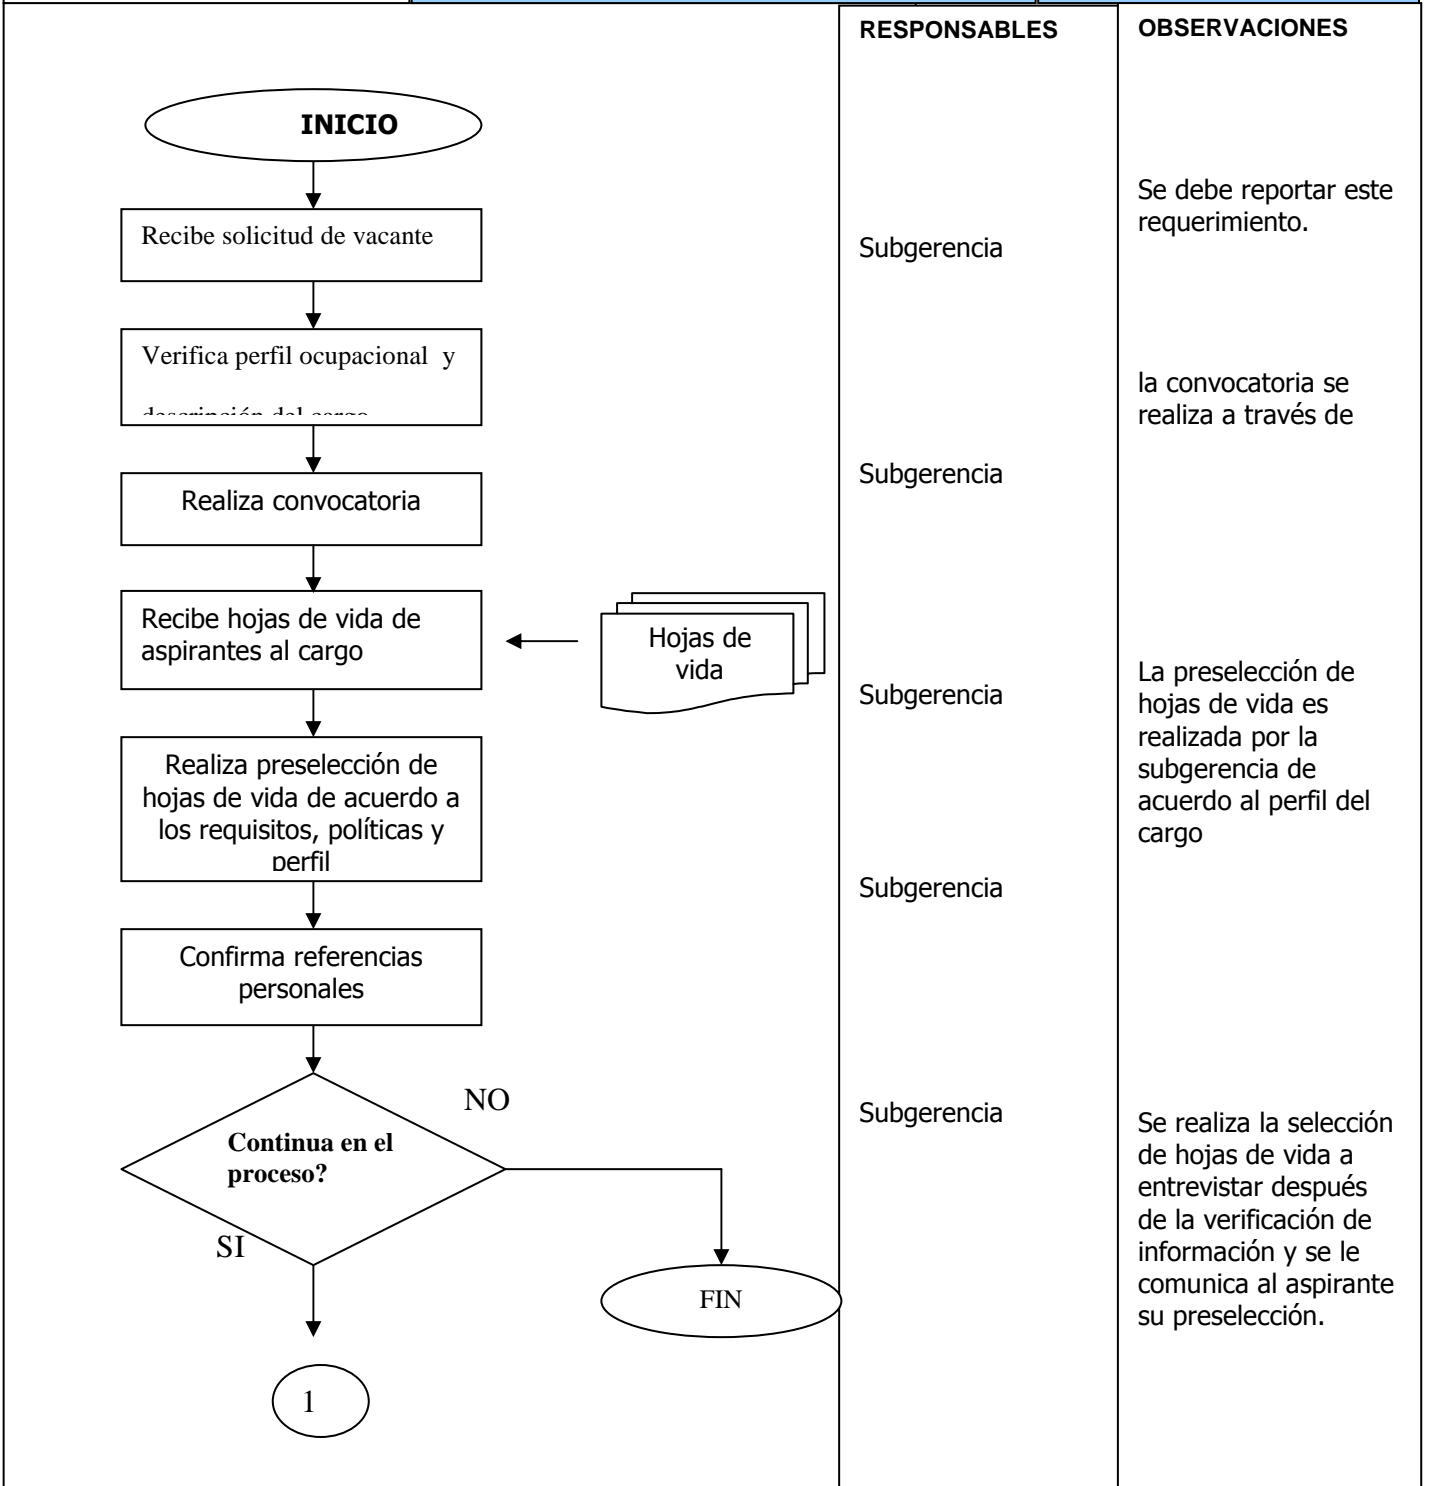 RESPONSABLES
OBSERVACIONES
INICIO
Recibe solicitud de vacante
Subgerencia
Se debe reportar este
requerimiento.
Verifica perfil ocupacional y
descripción del cargo
la convocatoria se
realiza a través de
Realiza convocatoria
Subgerencia
Recibe hojas de vida de
aspirantes al cargo
Hojas de
vida
Subgerencia
La preselección de
hojas de vida es
realizada por la
subgerencia de
acuerdo al perfil del
cargo
Realiza preselección de
hojas de vida de acuerdo a
los requisitos, políticas y
perfil
Subgerencia
Confirma referencias
personales
NO
Continua en el
proceso?
SI
Subgerencia
Se realiza la selección
de hojas de vida a
entrevistar después
de la verificación de
información y se le
comunica al aspirante
su preselección.
FIN
1